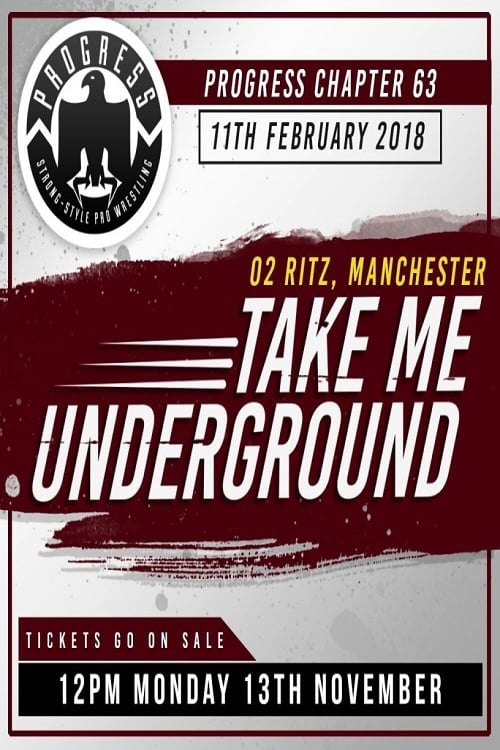 PROGRESS
STRONG-STYLE PRO WRESTLING
PROGRESS CHAPTER 63
11TH FEBRUARY 2018
O2 RITZ, MANCHESTER
TAKE ME
UNDERGROUND
TICKETS GO ON SALE
12PM MONDAY 13TH NOVEMBER